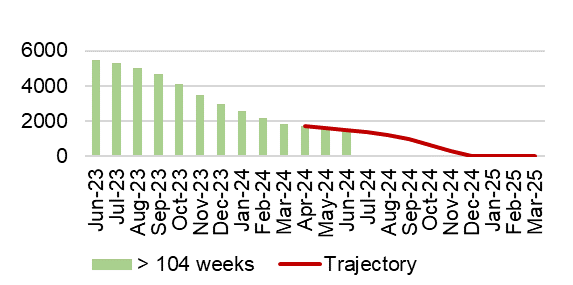 6000
4000
2000
0
Jun-23
Jul-23
Aug-23
Sep-23
Oct-23
Nov-23
Dec-23
Jan-24
Feb-24
Mar-24
Apr-24
May-24
Jun-24
Jul-24
Aug-24
Sep-24
Oct-24
Nov-24
Dec-24
Jan-25
Feb-25
Mar-25
> 104 weeks Trajectory